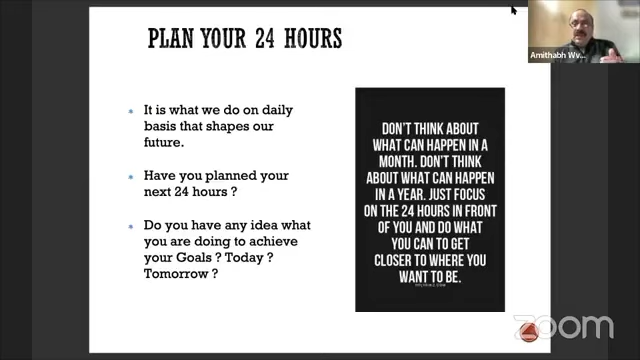 PLAN YOUR 24 HOURS
It is what we do on daily
basis that shapes our
future.
Have you planned your
next 24 hours ?
Do you have any idea what
you are doing to achieve
your Goals ? Today ?
Tomorrow ?
DON'T THINK ABOUT
WHAT CAN HAPPEN IN A
MONTH. DON'T THINK
ABOUT WHAT CAN HAPPEN
IN A YEAR. JUST FOCUS
ON THE 24 HOURS IN FRONT
OF YOU AND DO WHAT
YOU CAN TO GET
CLOSER TO WHERE YOU
WANT TO BE.
Amithabh Wv...
zoom